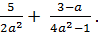 5/(2a²) + (3−a)/(4a²−1).